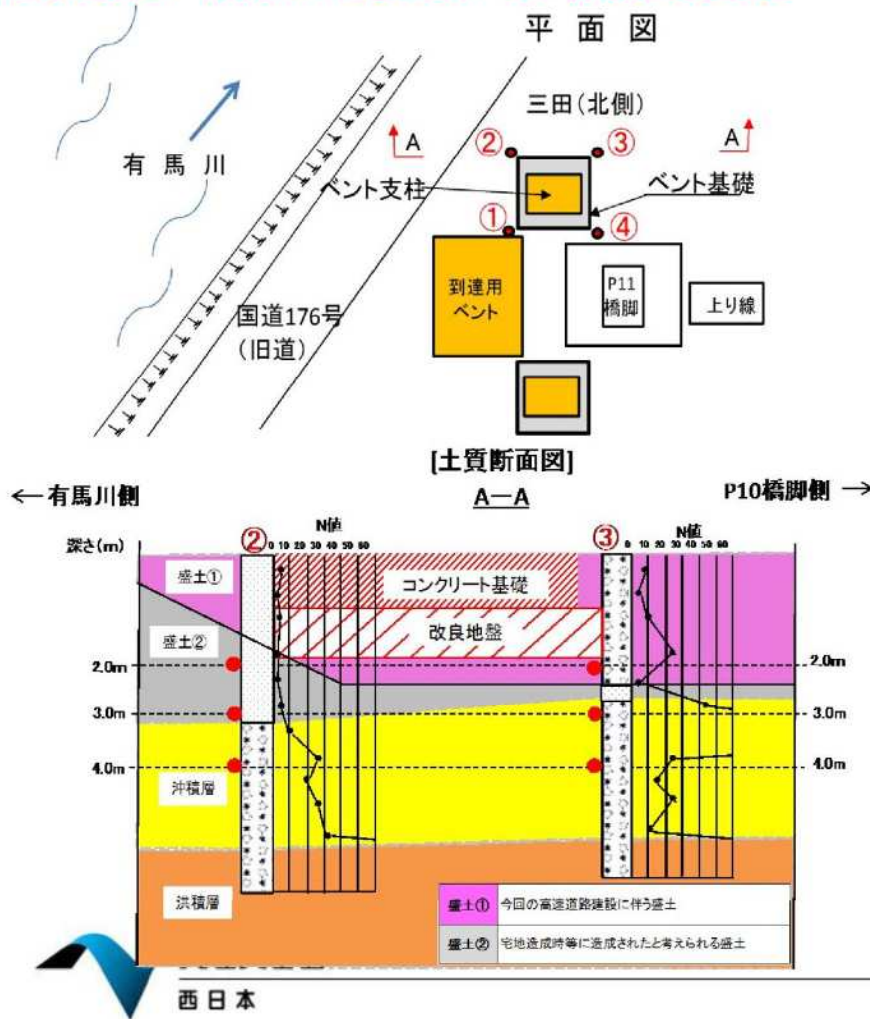 平面図
三田(北側)
A
②
③
A
有馬川
ベント支柱
ベント基礎
①
④
到達用
ベント
P11
橋脚
上り線
国道176号
(旧道)
[土質断面図]
←有馬川側
A－A
P10橋脚側→
深さ(m)
②
N値
0 10 20 30 40 50 60
③
N値
0 10 20 30 40 50 60
盛土①
コンクリート基礎
盛土②
改良地盤
2.0m
2.0m
3.0m
3.0m
4.0m
4.0m
沖積層
洪積層
盛土① 今回の高速道路建設に伴う盛土
盛土② 宅地造成時等に造成されたと考えられる盛土
西日本